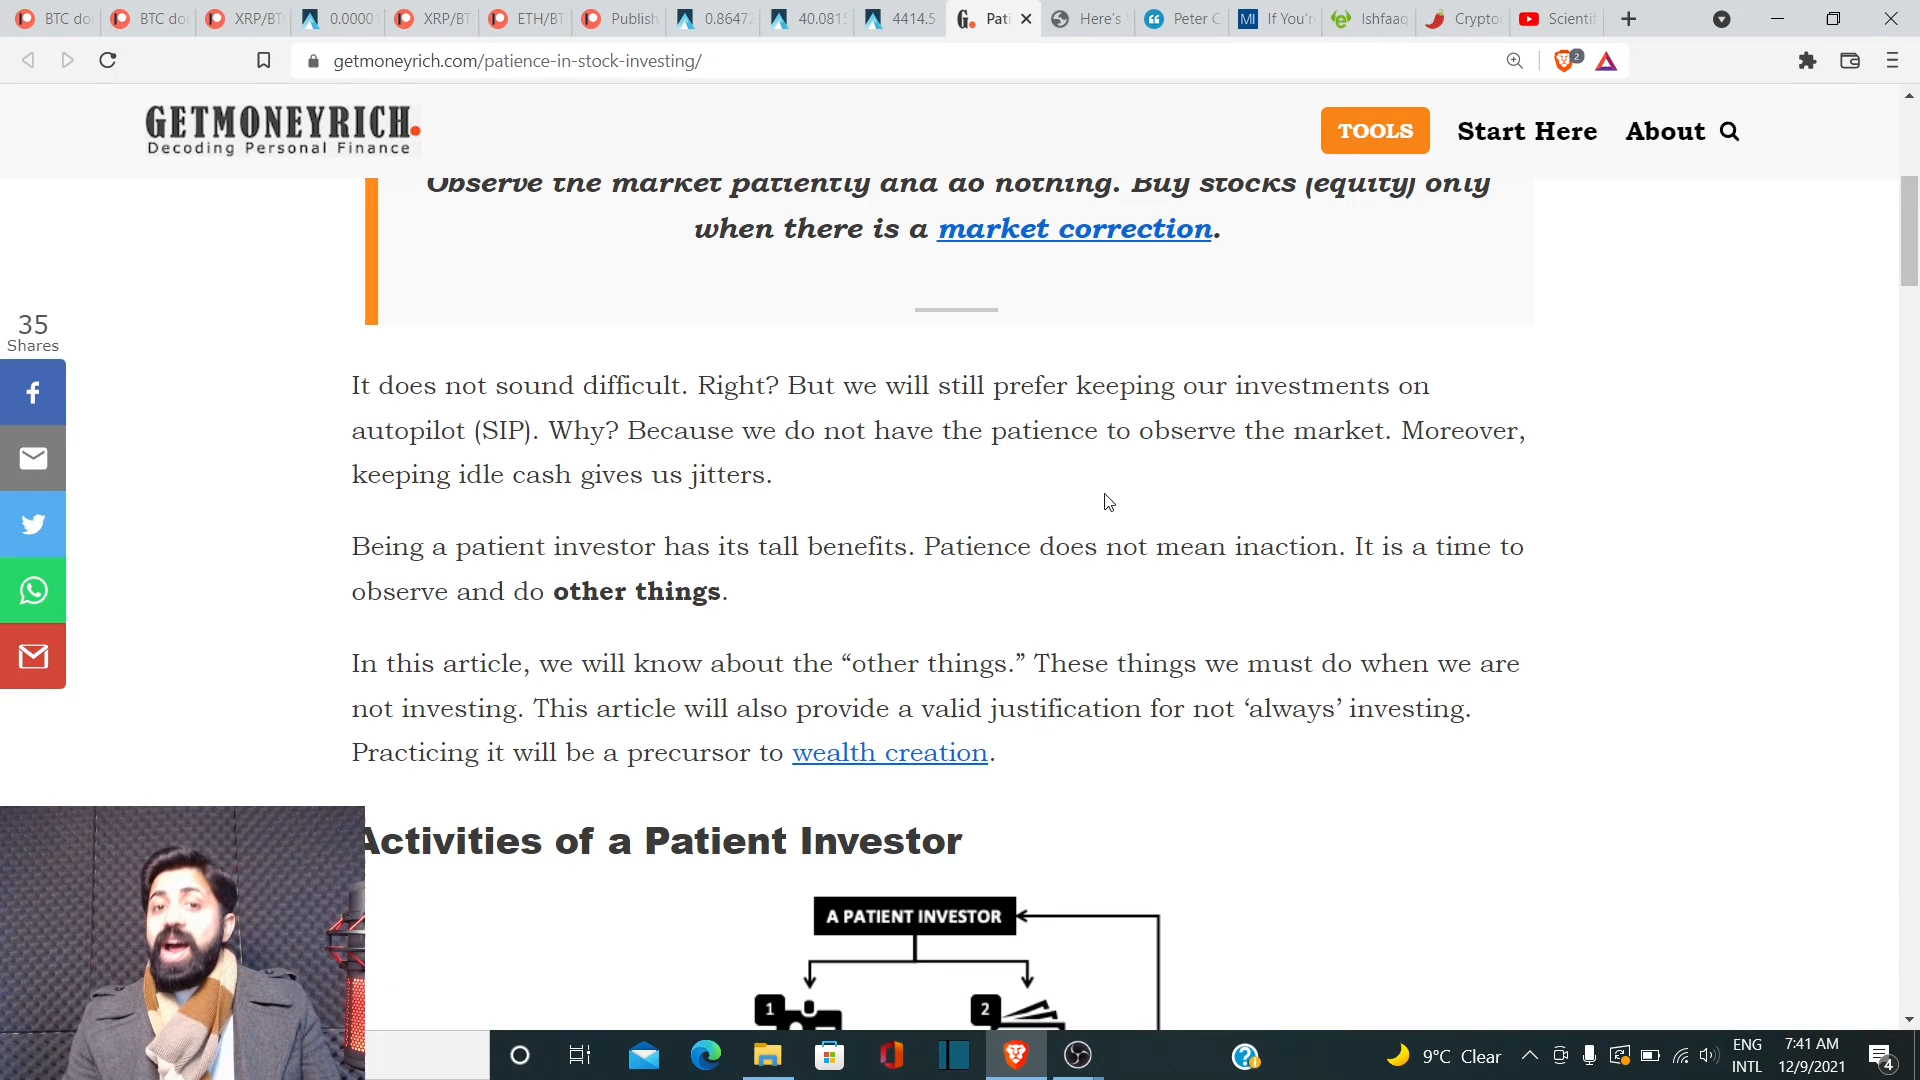 BTC do
BTC do
XRP/BT
0.0000
XRP/BT
ETH/BT
Publish
0.8647
40.081
4414.5
G. Pati
Here's
Peter C
MI If You'r
Ishfaaq
Crypto
Scientif
getmoneyrich.com/patience-in-stock-investing/
2
GETMONEYRICH.
Decoding Personal Finance
TOOLS Start Here About
Observe the market patiently and do nothing. Buy stocks (equity) only
when there is a market correction.
35
Shares
It does not sound difficult. Right? But we will still prefer keeping our investments on
autopilot (SIP). Why? Because we do not have the patience to observe the market. Moreover,
keeping idle cash gives us jitters.
Being a patient investor has its tall benefits. Patience does not mean inaction. It is a time to
observe and do other things.
In this article, we will know about the “other things.” These things we must do when we are
not investing. This article will also provide a valid justification for not ‘always’ investing.
Practicing it will be a precursor to wealth creation.
Activities of a Patient Investor
A PATIENT INVESTOR
1 2
9°C Clear
ENG
INTL
7:41 AM
12/9/2021
4